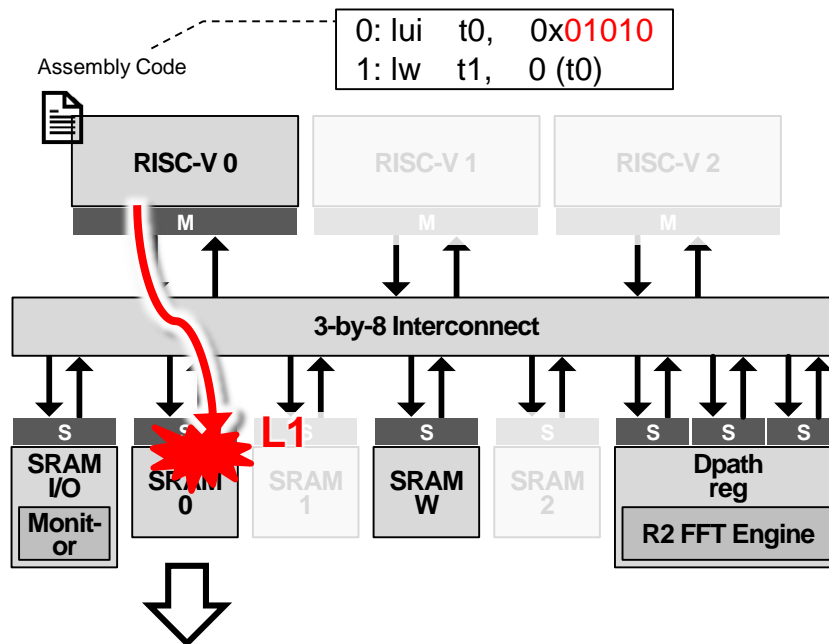 0: lui t0, 0x01010
1: lw t1, 0 (t0)
Assembly Code
RISC-V 0
RISC-V 1
RISC-V 2
M
M
M
3-by-8 Interconnect
S
S
S
S
S
S
S
S
L1
SRAM
I/O
Monit-
or
SRAM
0
SRAM
1
SRAM
W
SRAM
2
Dpath
reg
R2 FFT Engine